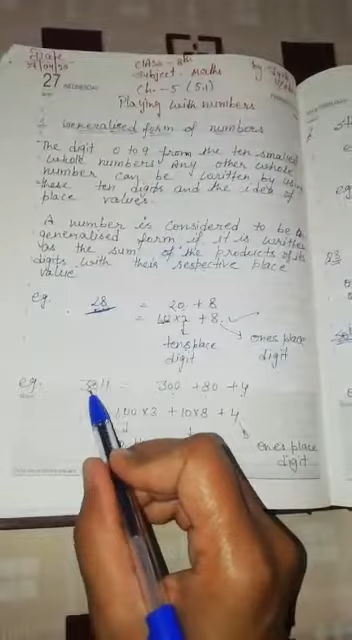 Date
27 WEDNESDAY
Class - 8th
Subject - Maths
Ch. - 5 (5.1)
Playing with numbers
Generalised form of numbers
The digit 0 to 9 from the ten smallest
whole numbers Any other whole
number can be written by using
these ten digits and the idea of
place values.
A number is considered to be in
generalised form if it is written
as the sum of the products of its
digits with their respective place
value
eg. 28 = 20 + 8
= 10×2 + 8
tens place digit
ones place digit
eg. 384 = 300 + 80 + 4
100×3 + 10×8 + 4
ones place
digit